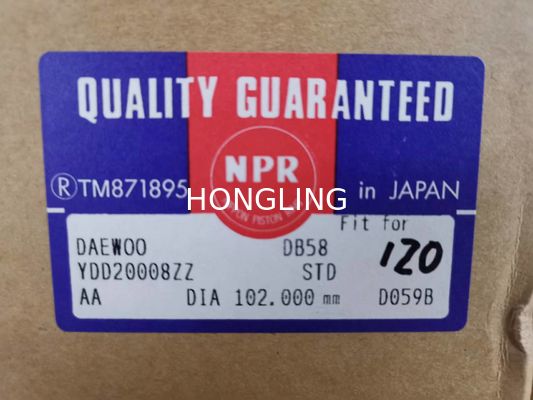 QUALITY GUARANTEED
NPR
PISTON
® TM871895
in JAPAN
HONGLING
Fit for
DAEWOO DB58 120
YDD20008ZZ STD
AA DIA 102.000 mm D059B